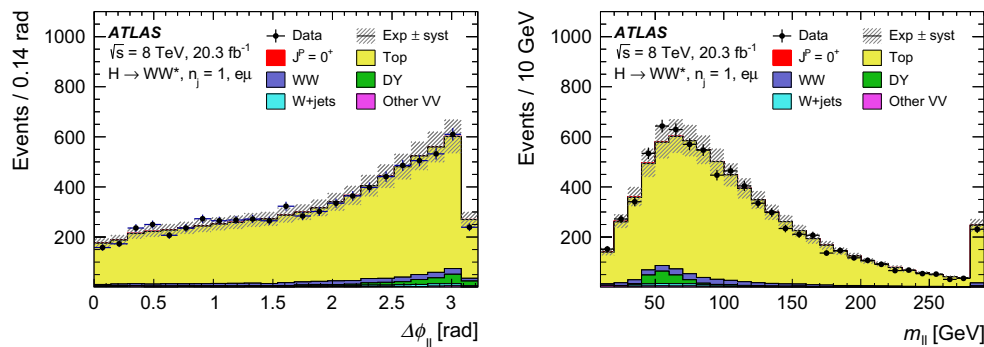 Events / 0.14 rad
1000
800
600
400
200
ATLAS
√s = 8 TeV, 20.3 fb⁻¹
H → WW*, nⱼ = 1, eμ
Data
Exp ± syst
Jᴾ = 0⁺
Top
WW
DY
W+jets
Other VV
0 0.5 1 1.5 2 2.5 3
Δϕ_ll [rad]
Events / 10 GeV
1000
800
600
400
200
ATLAS
√s = 8 TeV, 20.3 fb⁻¹
H → WW*, nⱼ = 1, eμ
Data
Exp ± syst
Jᴾ = 0⁺
Top
WW
DY
W+jets
Other VV
50 100 150 200 250
m_ll [GeV]